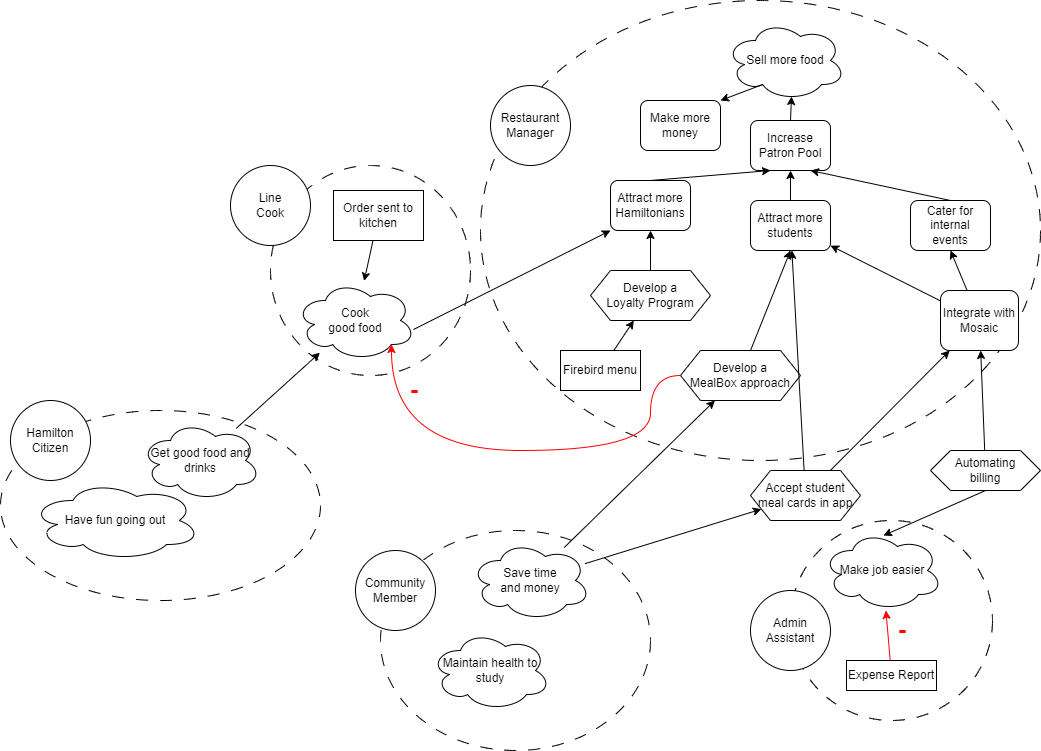 Sell more food
Restaurant
Manager
Make more
money
Increase
Patron Pool
Line
Cook
Order sent to
kitchen
Attract more
Hamiltonians
Attract more
students
Cater for
internal
events
Cook
good food
Develop a
Loyalty Program
Integrate with
Mosaic
Firebird menu
Develop a
MealBox approach
-
Hamilton
Citizen
Get good food and
drinks
Have fun going out
Accept student
meal cards in app
Automating
billing
Community
Member
Save time
and money
Make job easier
Admin
Assistant
-
Maintain health to
study
Expense Report